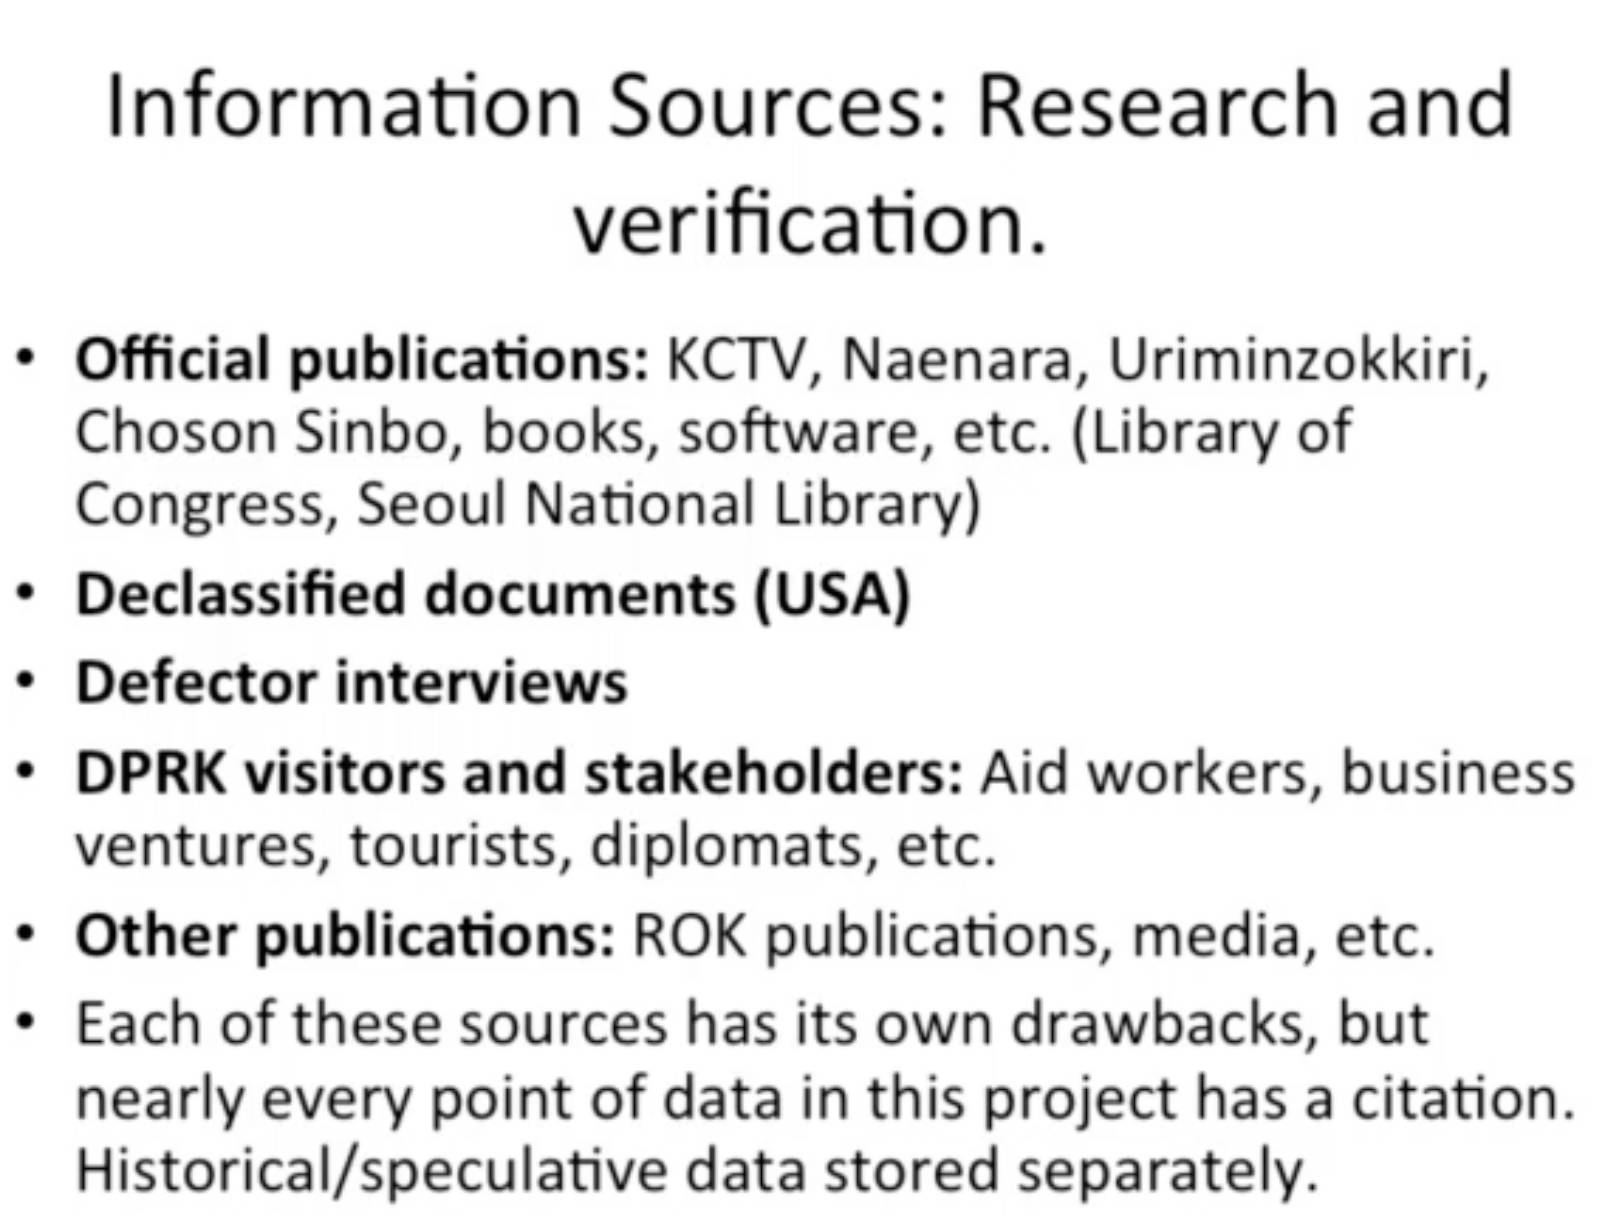 Information Sources: Research and
verification.
• Official publications: KCTV, Naenara, Uriminzokkiri,
Choson Sinbo, books, software, etc. (Library of
Congress, Seoul National Library)
• Declassified documents (USA)
• Defector interviews
• DPRK visitors and stakeholders: Aid workers, business
ventures, tourists, diplomats, etc.
• Other publications: ROK publications, media, etc.
• Each of these sources has its own drawbacks, but
nearly every point of data in this project has a citation.
Historical/speculative data stored separately.